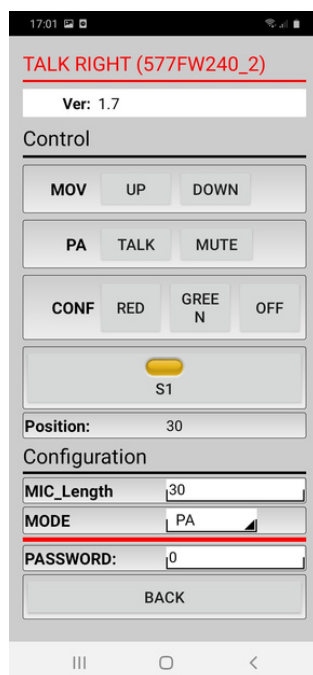 17:01
TALK RIGHT (577FW240_2)
Ver: 1.7
Control
MOV UP DOWN
PA TALK MUTE
CONF RED GREE
N OFF
S1
Position: 30
Configuration
MIC_Length 30
MODE PA
PASSWORD: 0
BACK